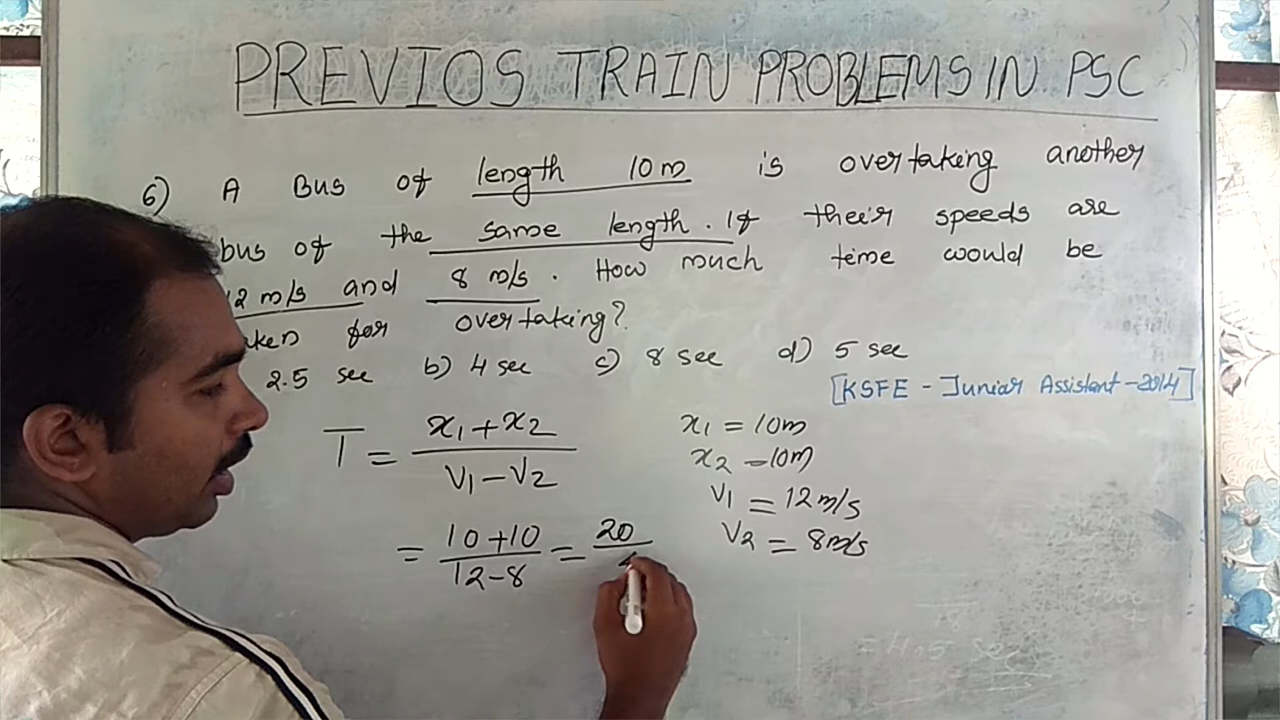 PREVIOS TRAIN PROBLEMS IN PSC
6) A Bus of length 10m is overtaking another
bus of the same length. If their speeds are
12 m/s and 8 m/s. How much time would be
aken for overtaking?
2.5 sec b) 4 sec c) 8 sec d) 5 sec
[KSFE - Junior Assistant - 2014]
T = x1 + x2 / V1 - V2
x1 = 10m
x2 = 10m
V1 = 12 m/s
V2 = 8 m/s
= 10 + 10 / 12 - 8 = 20 /